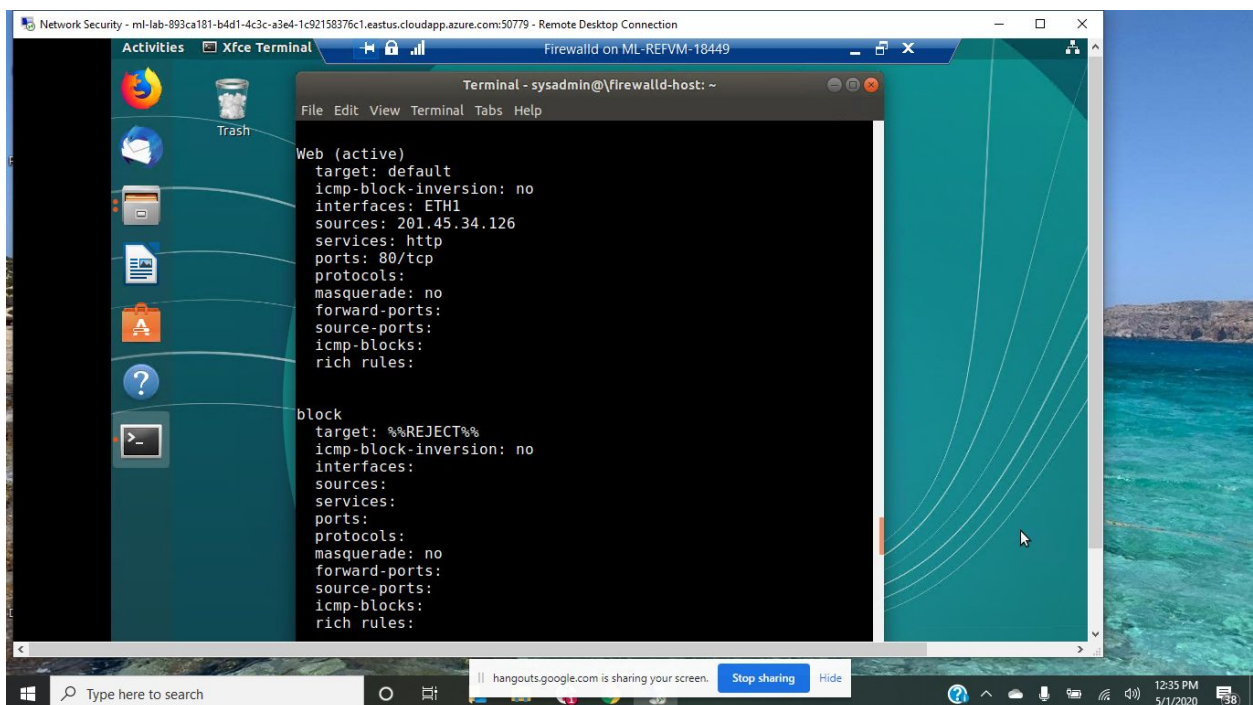 Network Security - ml-lab-893ca181-b4d1-4c3c-a3e4-1c92158376c1.eastus.cloudapp.azure.com:50779 - Remote Desktop Connection
Activities Xfce Terminal Firewalld on ML-REFVM-18449
Terminal - sysadmin@\firewalld-host: ~
File Edit View Terminal Tabs Help
Trash
Web (active)
target: default
icmp-block-inversion: no
interfaces: ETH1
sources: 201.45.34.126
services: http
ports: 80/tcp
protocols:
masquerade: no
forward-ports:
source-ports:
icmp-blocks:
rich rules:
block
target: %%REJECT%%
icmp-block-inversion: no
interfaces:
sources:
services:
ports:
protocols:
masquerade: no
forward-ports:
source-ports:
icmp-blocks:
rich rules:
hangouts.google.com is sharing your screen. Stop sharing Hide
Type here to search
12:35 PM
5/1/2020
38